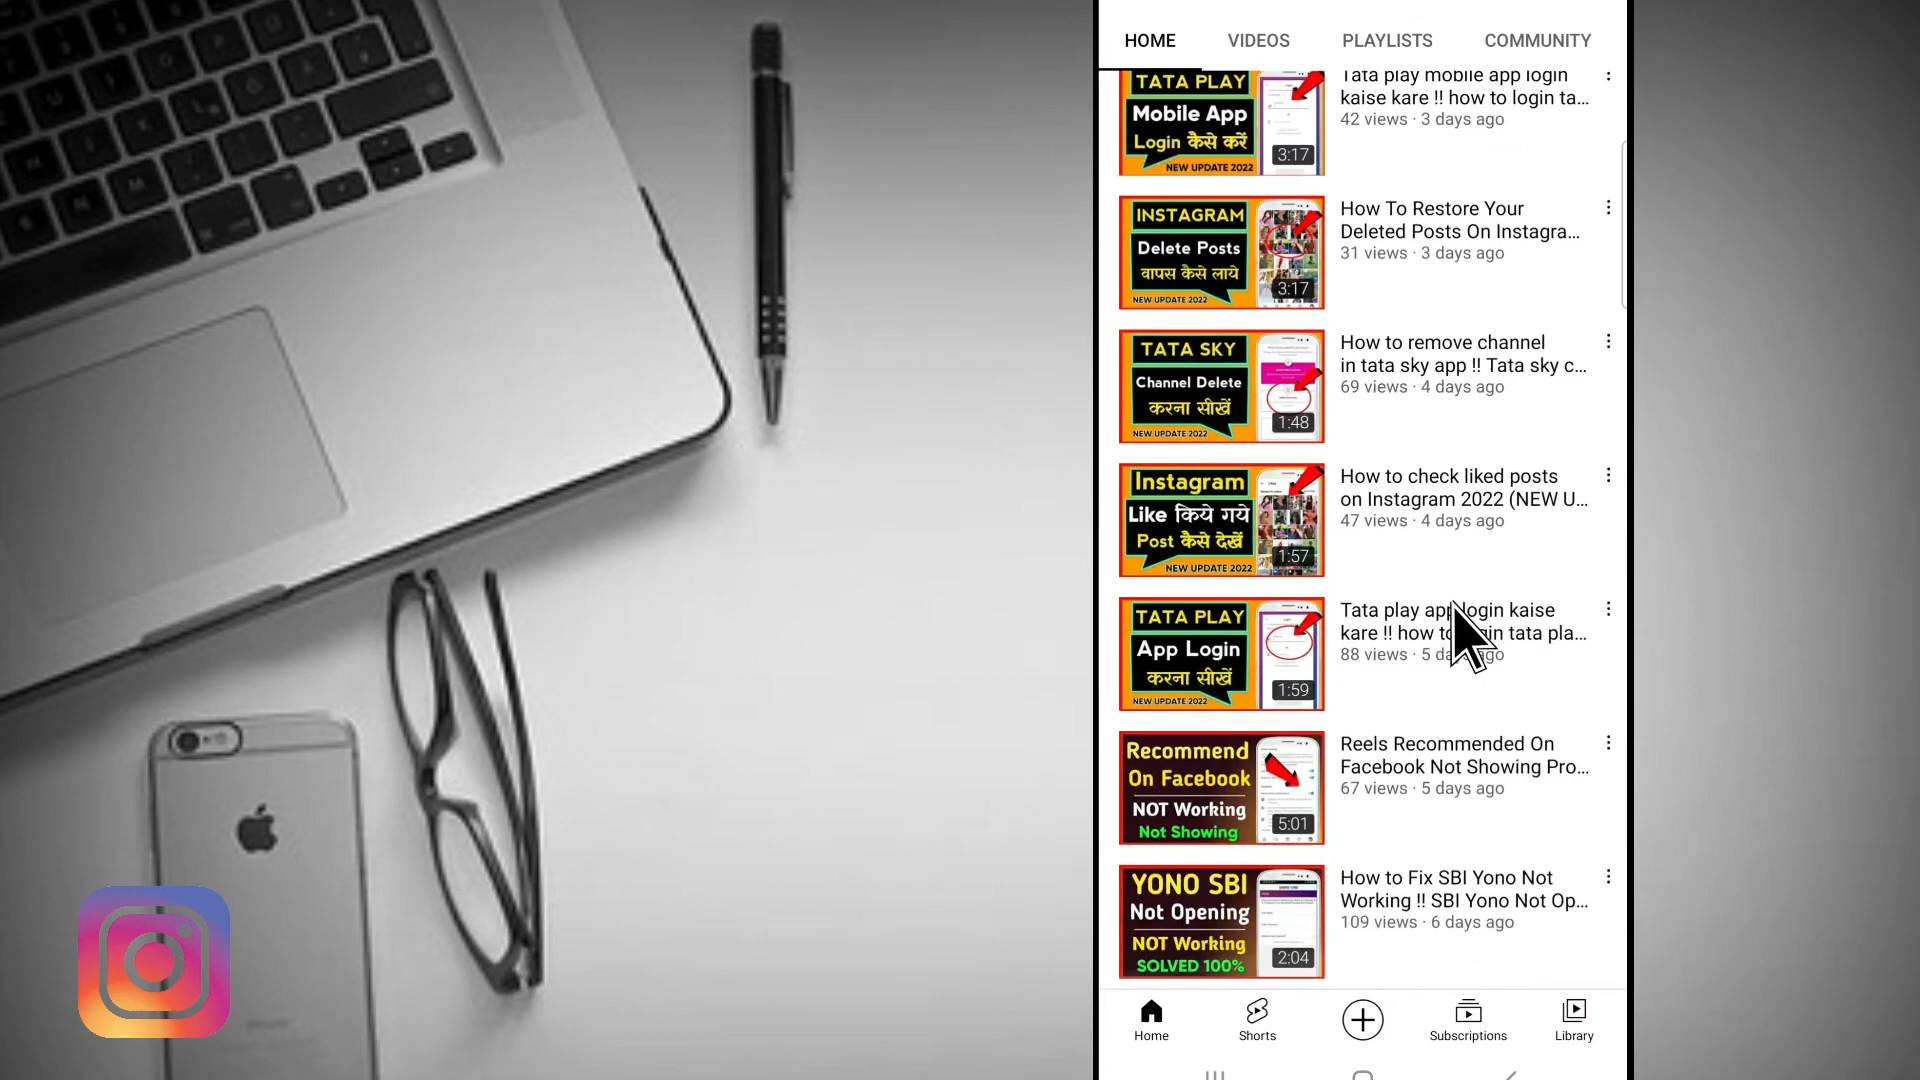 HOME VIDEOS PLAYLISTS COMMUNITY
TATA PLAY
Mobile App
Login कैसे करें
NEW UPDATE 2022
3:17
Tata play mobile app login
kaise kare !! how to login ta...
42 views · 3 days ago
INSTAGRAM
Delete Posts
वापस कैसे लाये
NEW UPDATE 2022
3:17
How To Restore Your
Deleted Posts On Instagra...
31 views · 3 days ago
TATA SKY
Channel Delete
करना सीखें
NEW UPDATE 2022
1:48
How to remove channel
in tata sky app !! Tata sky c...
69 views · 4 days ago
Instagram
Like किये गये
Post कैसे देखें
NEW UPDATE 2022
1:57
How to check liked posts
on Instagram 2022 (NEW U...
47 views · 4 days ago
TATA PLAY
App Login
करना सीखें
NEW UPDATE 2022
1:59
Tata play app login kaise
kare !! how to login tata pla...
88 views · 5 days ago
Recommend
On Facebook
NOT Working
Not Showing
5:01
Reels Recommended On
Facebook Not Showing Pro...
67 views · 5 days ago
YONO SBI
Not Opening
NOT Working
SOLVED 100%
2:04
How to Fix SBI Yono Not
Working !! SBI Yono Not Op...
109 views · 6 days ago
Home Shorts Subscriptions Library